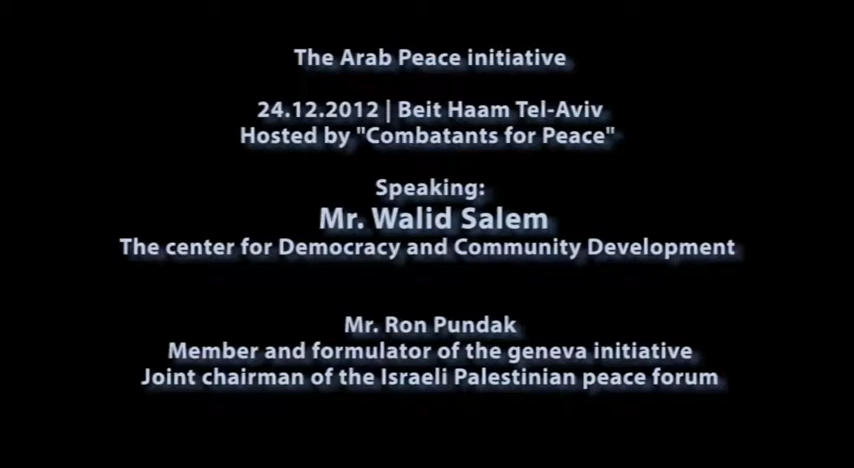 The Arab Peace initiative
24.12.2012 | Beit Haam Tel-Aviv
Hosted by "Combatants for Peace"
Speaking:
Mr. Walid Salem
The center for Democracy and Community Development
Mr. Ron Pundak
Member and formulator of the geneva initiative
Joint chairman of the Israeli Palestinian peace forum